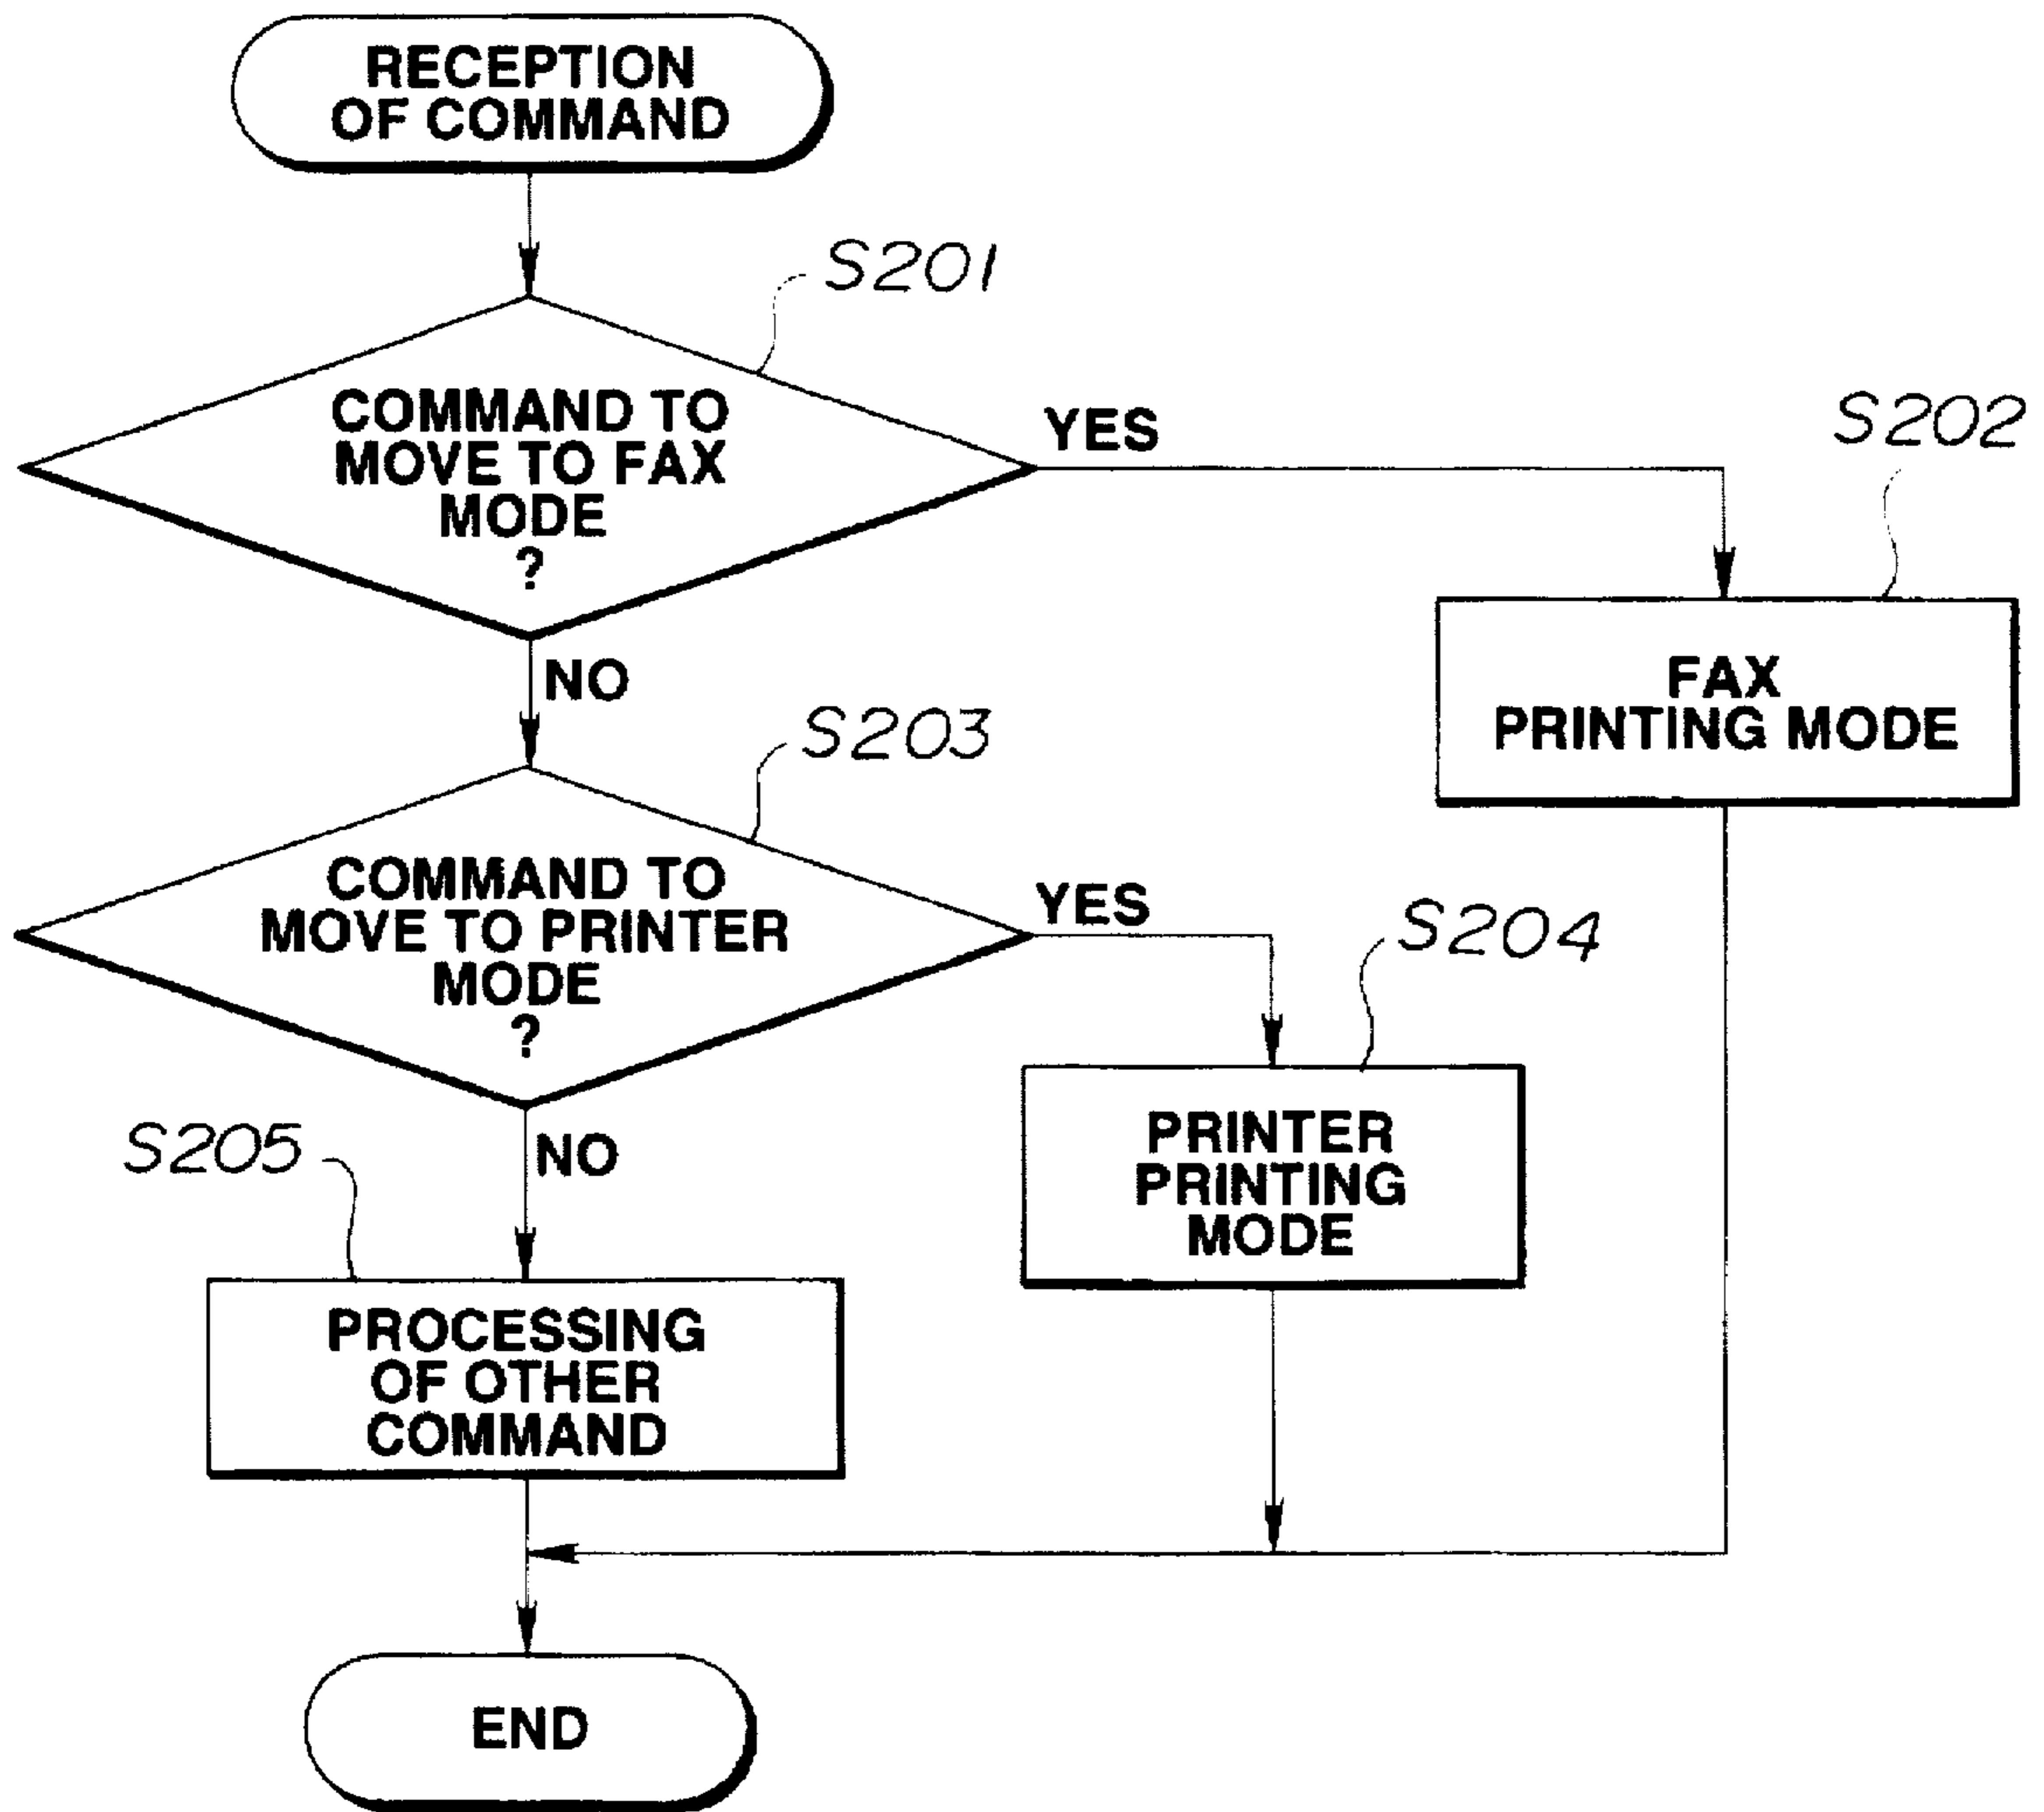 RECEPTION
OF COMMAND
S201
COMMAND TO
MOVE TO FAX
MODE
?
YES
S202
FAX
PRINTING MODE
NO
S203
COMMAND TO
MOVE TO PRINTER
MODE
?
YES
S204
PRINTER
PRINTING
MODE
NO
S205
PROCESSING
OF OTHER
COMMAND
END